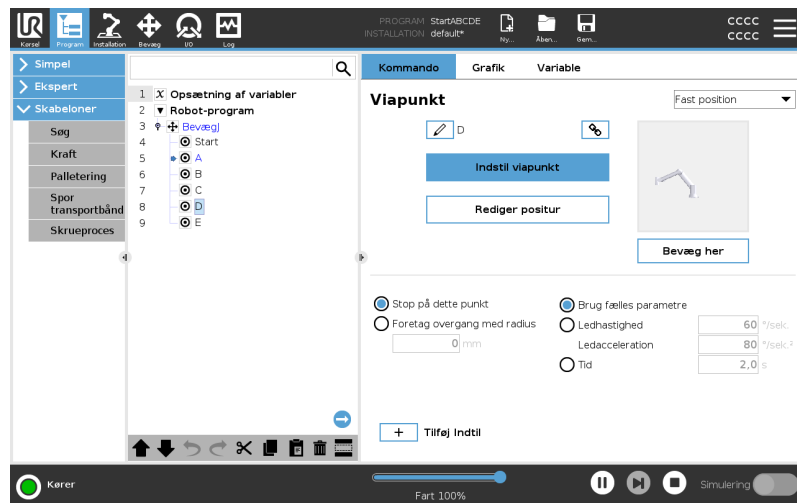 UR
PROGRAM StartABCDE
INSTALLATION default*
Kørsel Program Installation Bevæg I/O Log Ny... Åben... Gem...
CCCC
CCCC
Simpel
Ekspert
Skabeloner
Søg
Kraft
Palletering
Spor
transportbånd
Skrueproces
1 X Opsætning af variabler
2 Robot-program
3 BevægJ
4 Start
5 A
6 B
7 C
8 D
9 E
Kommando Grafik Variable
Viapunkt
Fast position
D
Indstil viapunkt
Rediger positur
Bevæg her
Stop på dette punkt
Foretag overgang med radius
0 mm
Brug fælles parametre
Ledhastighed 60 °/sek.
Ledacceleration 80 °/sek.²
Tid 2,0 s
+ Tilføj Indtil
Kører
Fart 100%
Simulering